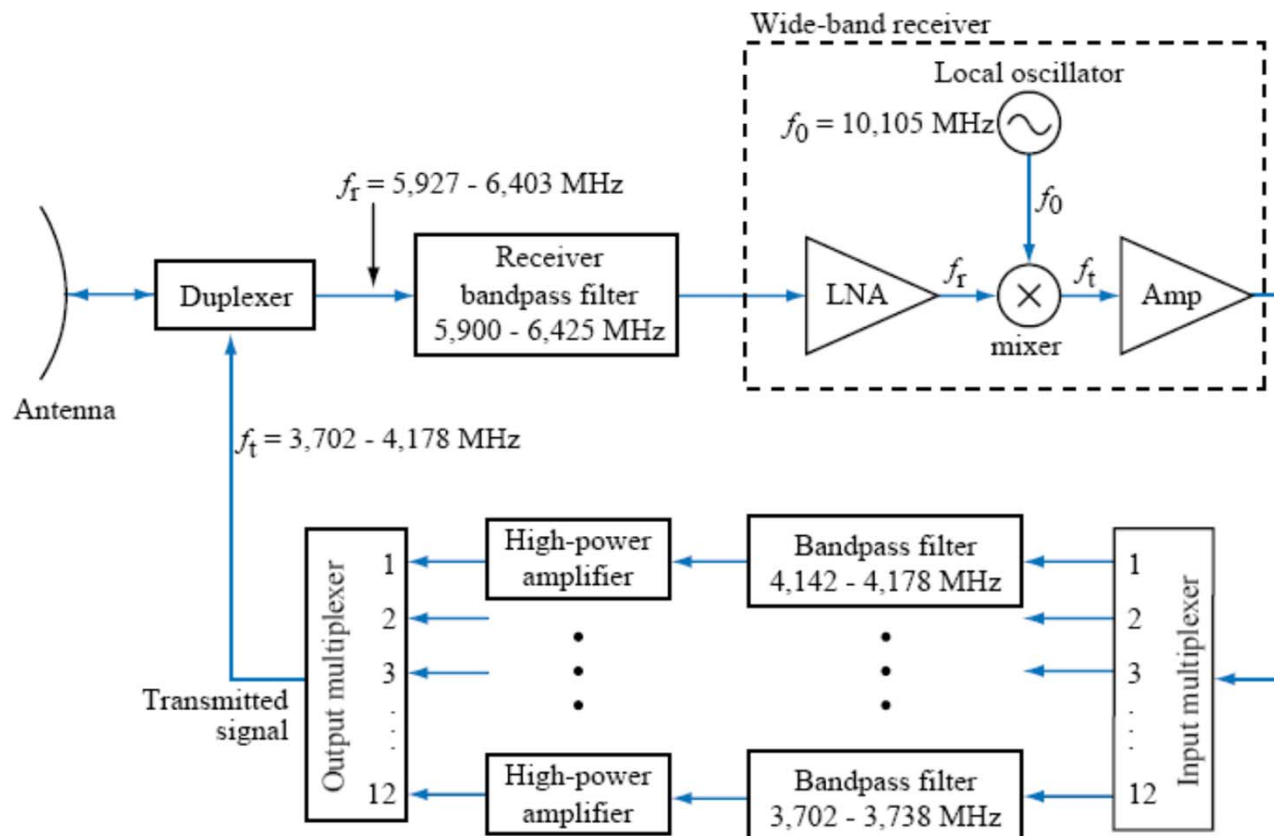 Wide-band receiver
Local oscillator
f0 = 10,105 MHz
fr = 5,927 - 6,403 MHz
f0
Duplexer
Receiver
bandpass filter
5,900 - 6,425 MHz
LNA
fr
mixer
ft
Amp
Antenna
ft = 3,702 - 4,178 MHz
Output multiplexer
1
2
3
12
High-power
amplifier
Bandpass filter
4,142 - 4,178 MHz
Input multiplexer
1
2
3
12
Transmitted
signal
High-power
amplifier
Bandpass filter
3,702 - 3,738 MHz